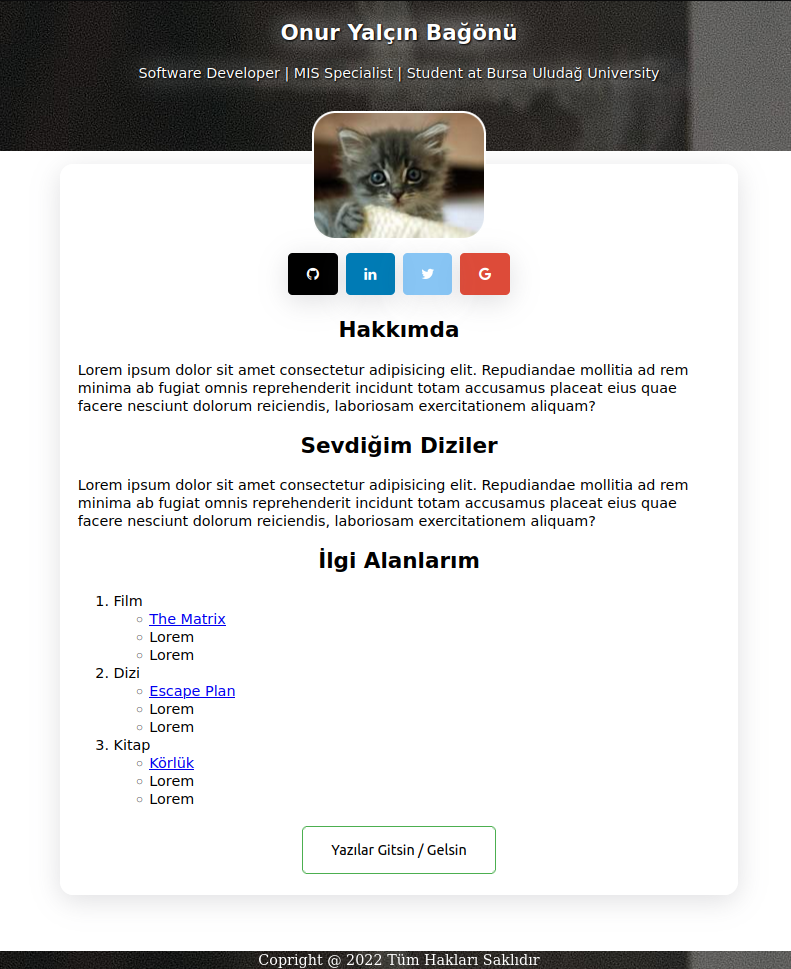 Onur Yalçın Bağönü
Software Developer | MIS Specialist | Student at Bursa Uludağ University
Hakkımda
Lorem ipsum dolor sit amet consectetur adipisicing elit. Repudiandae mollitia ad rem
minima ab fugiat omnis reprehenderit incidunt totam accusamus placeat eius quae
facere nesciunt dolorum reiciendis, laboriosam exercitationem aliquam?
Sevdiğim Diziler
Lorem ipsum dolor sit amet consectetur adipisicing elit. Repudiandae mollitia ad rem
minima ab fugiat omnis reprehenderit incidunt totam accusamus placeat eius quae
facere nesciunt dolorum reiciendis, laboriosam exercitationem aliquam?
İlgi Alanlarım
1. Film
The Matrix
Lorem
Lorem
2. Dizi
Escape Plan
Lorem
Lorem
3. Kitap
Körlük
Lorem
Lorem
Yazılar Gitsin / Gelsin
Copright @ 2022 Tüm Hakları Saklıdır